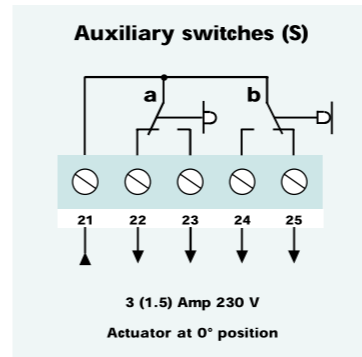 Auxiliary switches (S)
a b
21 22 23 24 25
3 (1.5) Amp 230 V
Actuator at 0° position